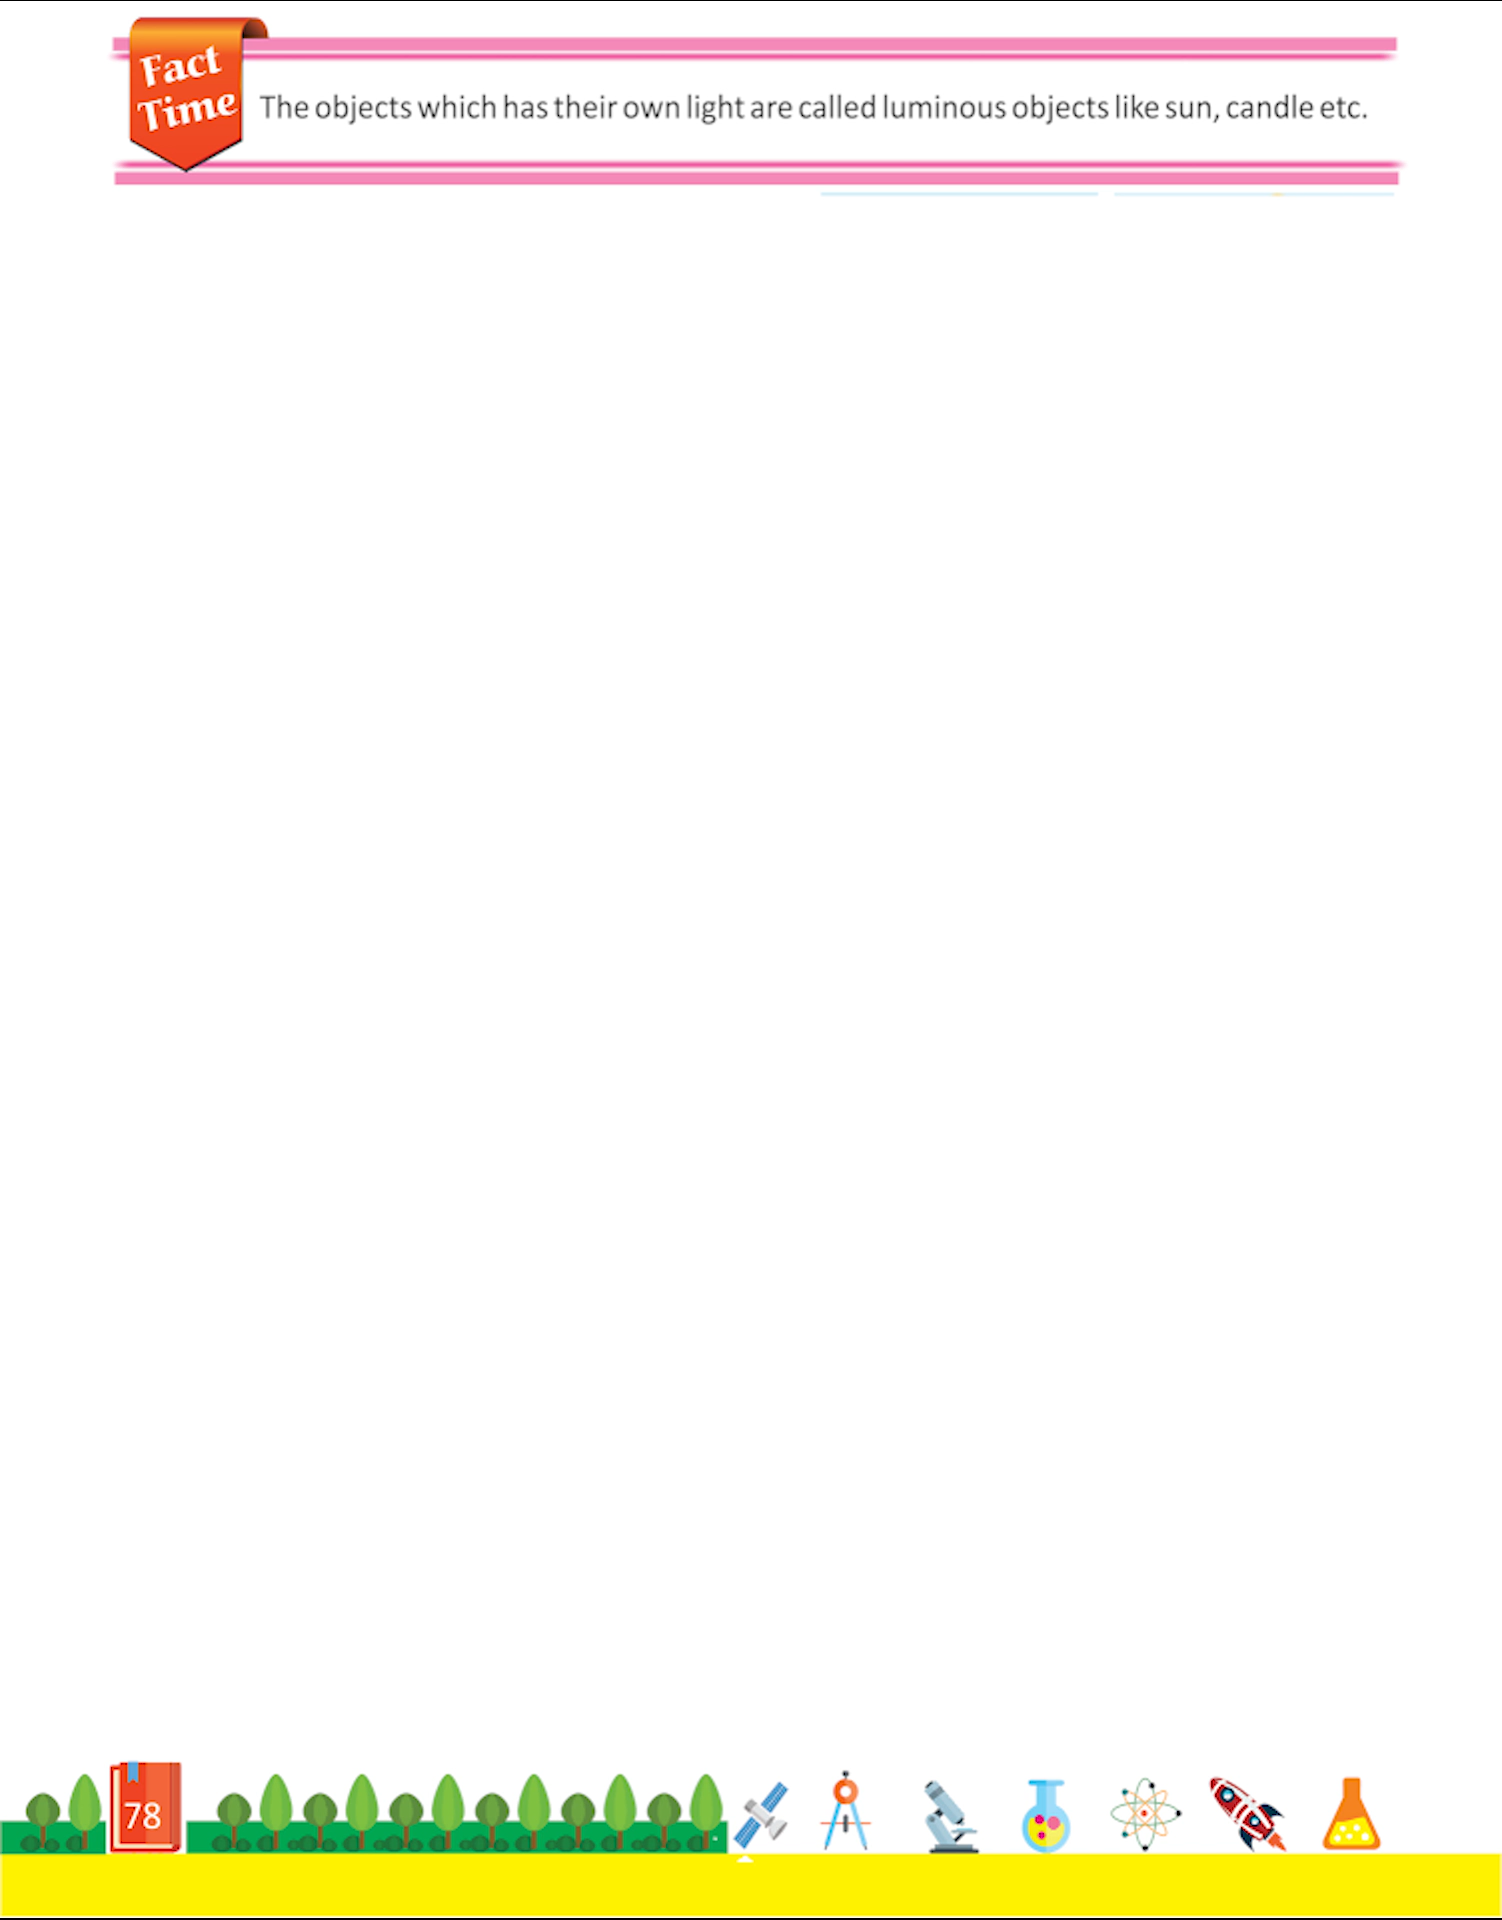 Fact
Time
The objects which has their own light are called luminous objects like sun, candle etc.
78